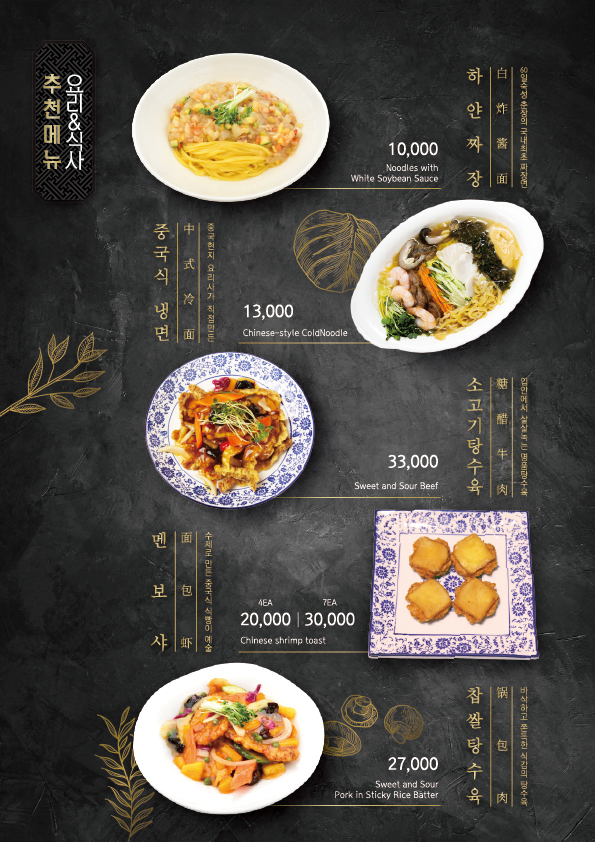 요리&식사
추천메뉴
하얀짜장
白炸酱面
60일숙성 춘장의 국내최초 짜장면
10,000
Noodles with
White Soybean Sauce
중국식 냉면
中式冷面
중국현지 요리사가 직접만든
13,000
Chinese-style ColdNoodle
소고기탕수육
糖醋牛肉
입안에서 살살녹는 명품탕수육
33,000
Sweet and Sour Beef
멘보샤
面包虾
수제로 만든 중국식 식빵이 예술
4EA 7EA
20,000 | 30,000
Chinese shrimp toast
찹쌀탕수육
锅包肉
바삭하고 쫀득한 식감의 탕수육
27,000
Sweet and Sour
Pork in Sticky Rice Batter